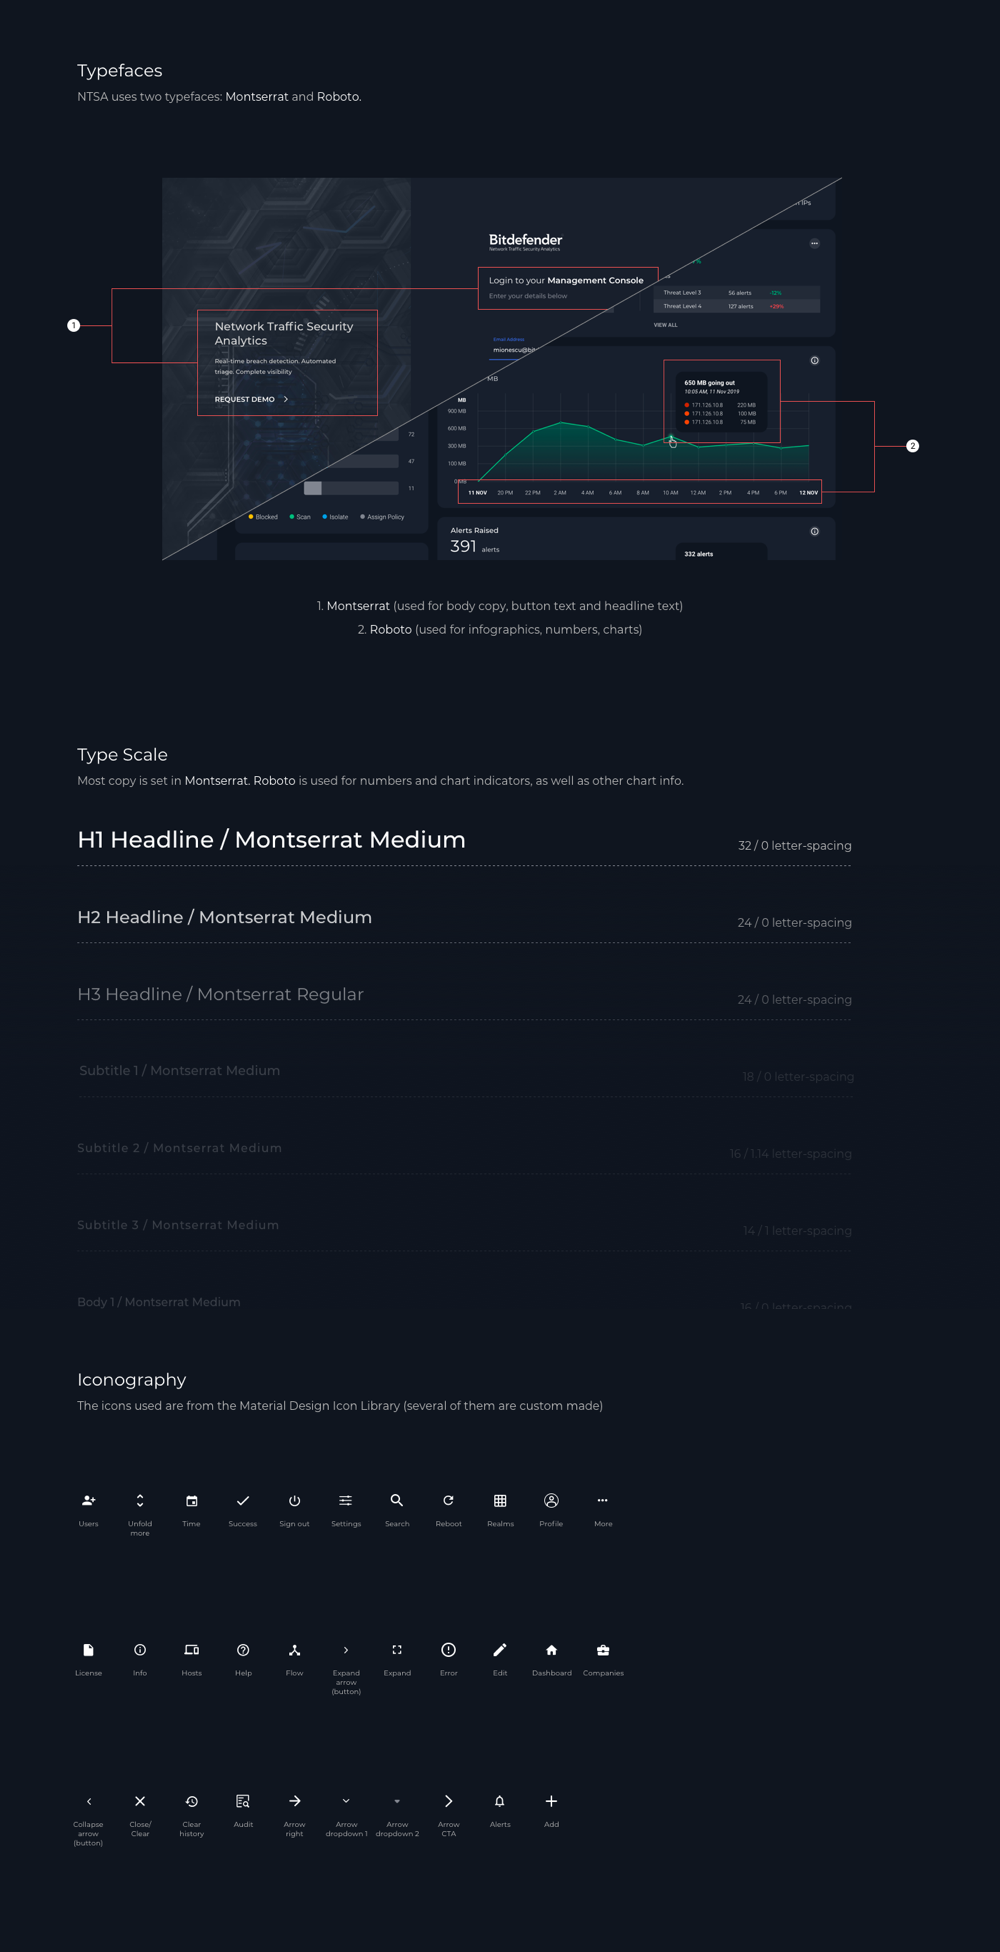 Typefaces
NTSA uses two typefaces: Montserrat and Roboto.
IPs
Bitdefender
Network Traffic Security Analytics
%
Login to your Management Console
Enter your details below
Threat Level 3 56 alerts -12%
Threat Level 4 127 alerts +29%
VIEW ALL
1
Network Traffic Security
Analytics
Real-time breach detection. Automated
triage. Complete visibility
REQUEST DEMO
Email Address
mionescu@bit
MB
650 MB going out
10:05 AM, 11 Nov 2019
171.126.10.8 220 MB
171.126.10.8 100 MB
171.126.10.8 75 MB
MB
900 MB
600 MB
300 MB
100 MB
0 MB
2
11 NOV 20 PM 22 PM 2 AM 4 AM 6 AM 8 AM 10 AM 12 AM 2 PM 4 PM 6 PM 12 NOV
72
47
11
Blocked Scan Isolate Assign Policy
Alerts Raised
391 alerts
332 alerts
1. Montserrat (used for body copy, button text and headline text)
2. Roboto (used for infographics, numbers, charts)
Type Scale
Most copy is set in Montserrat. Roboto is used for numbers and chart indicators, as well as other chart info.
H1 Headline / Montserrat Medium 32 / 0 letter-spacing
H2 Headline / Montserrat Medium 24 / 0 letter-spacing
H3 Headline / Montserrat Regular 24 / 0 letter-spacing
Subtitle 1 / Montserrat Medium 18 / 0 letter-spacing
Subtitle 2 / Montserrat Medium 16 / 1.14 letter-spacing
Subtitle 3 / Montserrat Medium 14 / 1 letter-spacing
Body 1 / Montserrat Medium 16 / 0 letter-spacing
Iconography
The icons used are from the Material Design Icon Library (several of them are custom made)
Users
Unfold
more
Time
Success
Sign out
Settings
Search
Reboot
Realms
Profile
More
License
Info
Hosts
Help
Flow
Expand
arrow
(button)
Expand
Error
Edit
Dashboard
Companies
Collapse
arrow
(button)
Close/
Clear
Clear
history
Audit
Arrow
right
Arrow
dropdown 1
Arrow
dropdown 2
Arrow
CTA
Alerts
Add